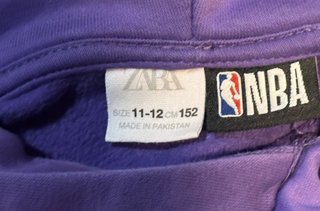 ZARA
SIZE 11-12 CM 152
MADE IN PAKISTAN
NBA